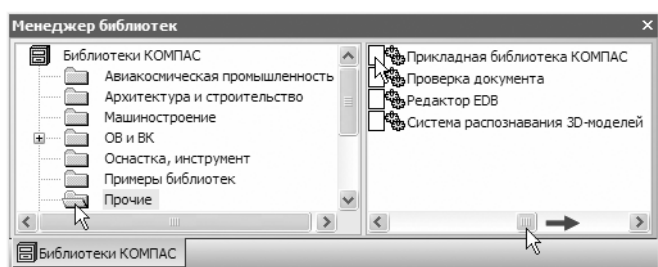 Менеджер библиотек
Библиотеки КОМПАС
Авиакосмическая промышленность
Архитектура и строительство
Машиностроение
ОВ и ВК
Оснастка, инструмент
Примеры библиотек
Прочие
Прикладная библиотека КОМПАС
Проверка документа
Редактор EDB
Система распознавания 3D-моделей
Библиотеки КОМПАС